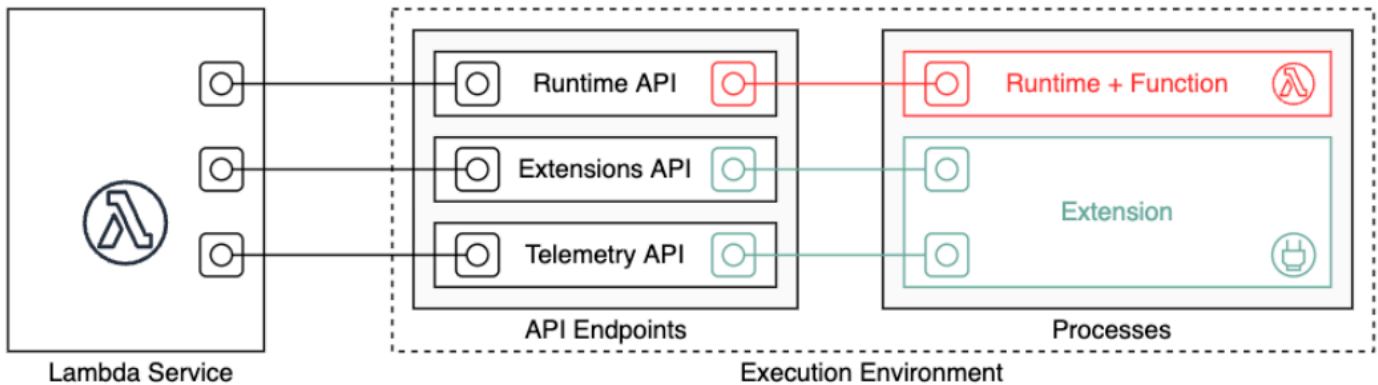 Runtime API
Runtime + Function
Extensions API
Extension
Telemetry API
API Endpoints
Processes
Lambda Service
Execution Environment